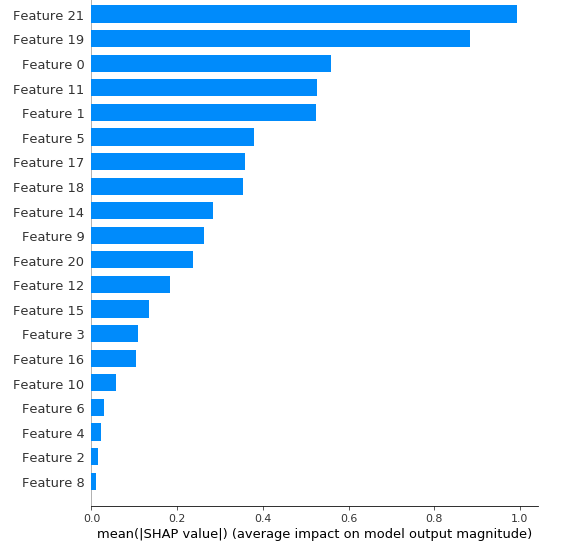 Feature 21
Feature 19
Feature 0
Feature 11
Feature 1
Feature 5
Feature 17
Feature 18
Feature 14
Feature 9
Feature 20
Feature 12
Feature 15
Feature 3
Feature 16
Feature 10
Feature 6
Feature 4
Feature 2
Feature 8
0.0 0.2 0.4 0.6 0.8 1.0
mean(|SHAP value|) (average impact on model output magnitude)